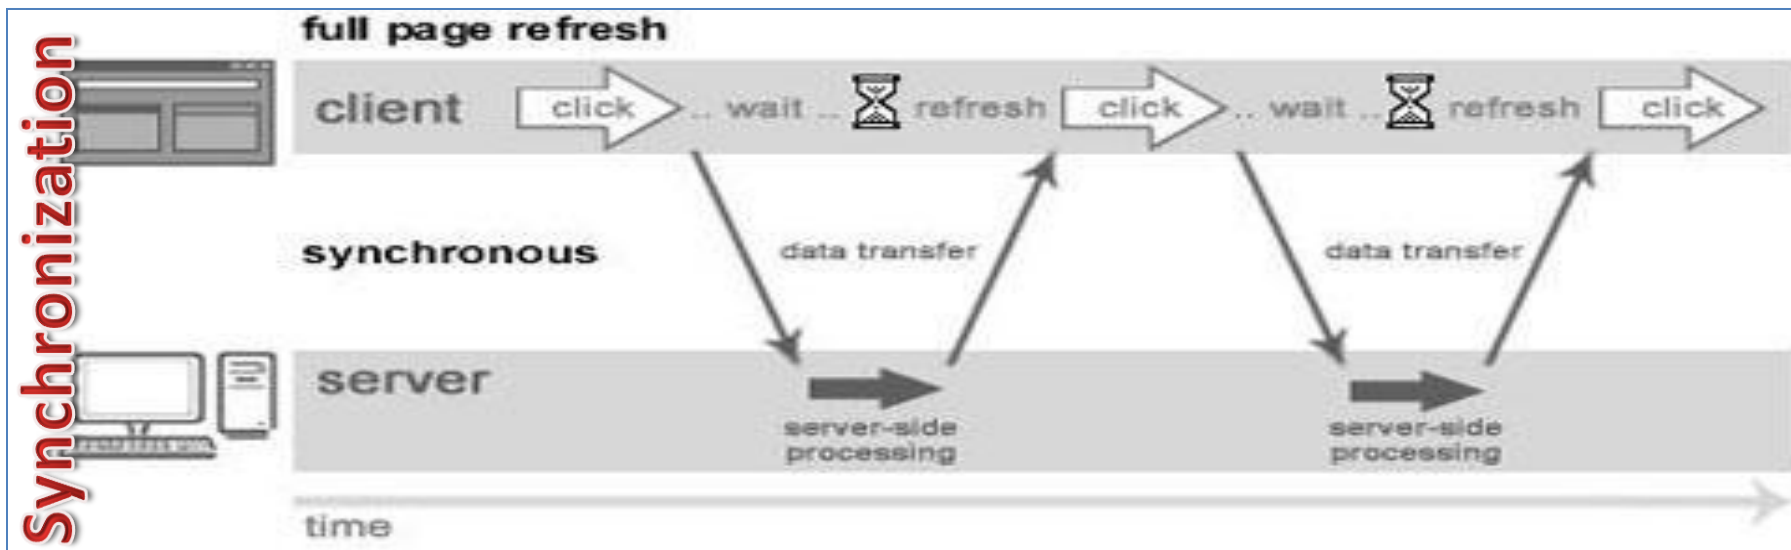 Synchronization
full page refresh
client click .. wait .. refresh click .. wait .. refresh click
synchronous data transfer data transfer
server
server-side server-side
processing processing
time